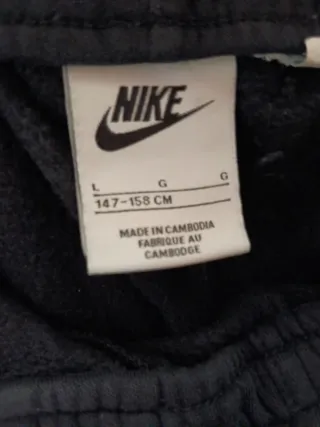 NIKE
L G G
147-158 CM
MADE IN CAMBODIA
FABRIQUE AU
CAMBODGE